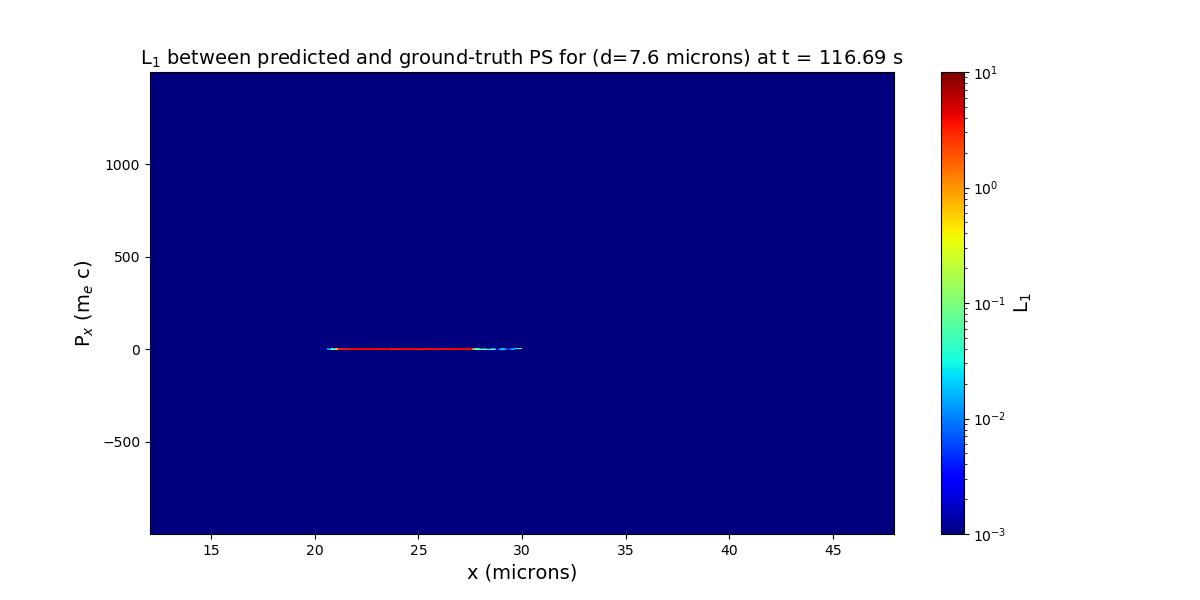 L₁ between predicted and ground-truth PS for (d=7.6 microns) at t = 116.69 s
Pₓ (mₑ c)
1000
500
0
−500
15 20 25 30 35 40 45
x (microns)
10¹
10⁰
10⁻¹
10⁻²
10⁻³
L₁